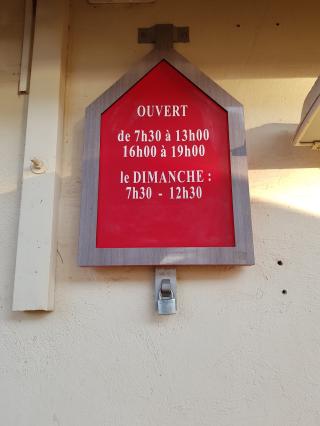 OUVERT
de 7h30 à 13h00
16h00 à 19h00
le DIMANCHE :
7h30 - 12h30